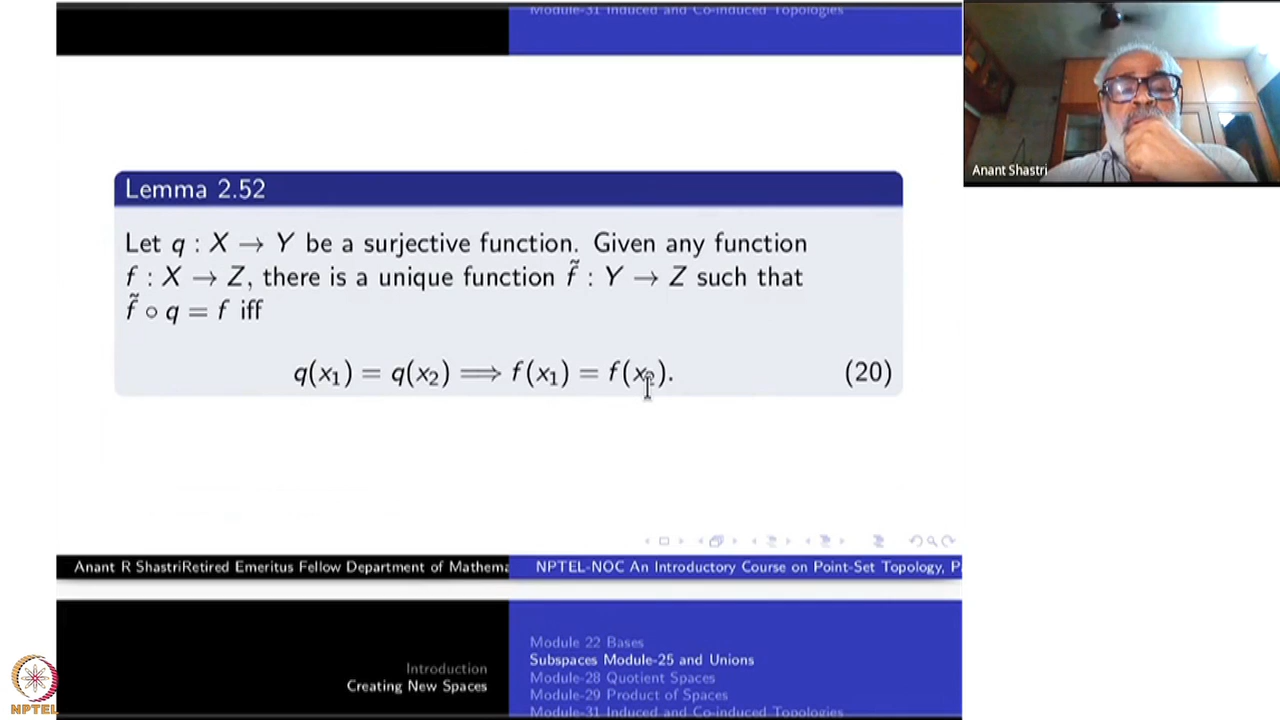 Module-31 Induced and Co-induced Topologies
Anant Shastri
Lemma 2.52
Let q : X → Y be a surjective function. Given any function
f : X → Z, there is a unique function f̃ : Y → Z such that
f̃ ∘ q = f iff
q(x₁) = q(x₂) ⟹ f(x₁) = f(x₂). (20)
Anant R ShastriRetired Emeritus Fellow Department of Mathema
NPTEL-NOC An Introductory Course on Point-Set Topology, P
Introduction
Creating New Spaces
Module 22 Bases
Subspaces Module-25 and Unions
Module-28 Quotient Spaces
Module-29 Product of Spaces
Module-31 Induced and Co-induced Topologies
NPTEL